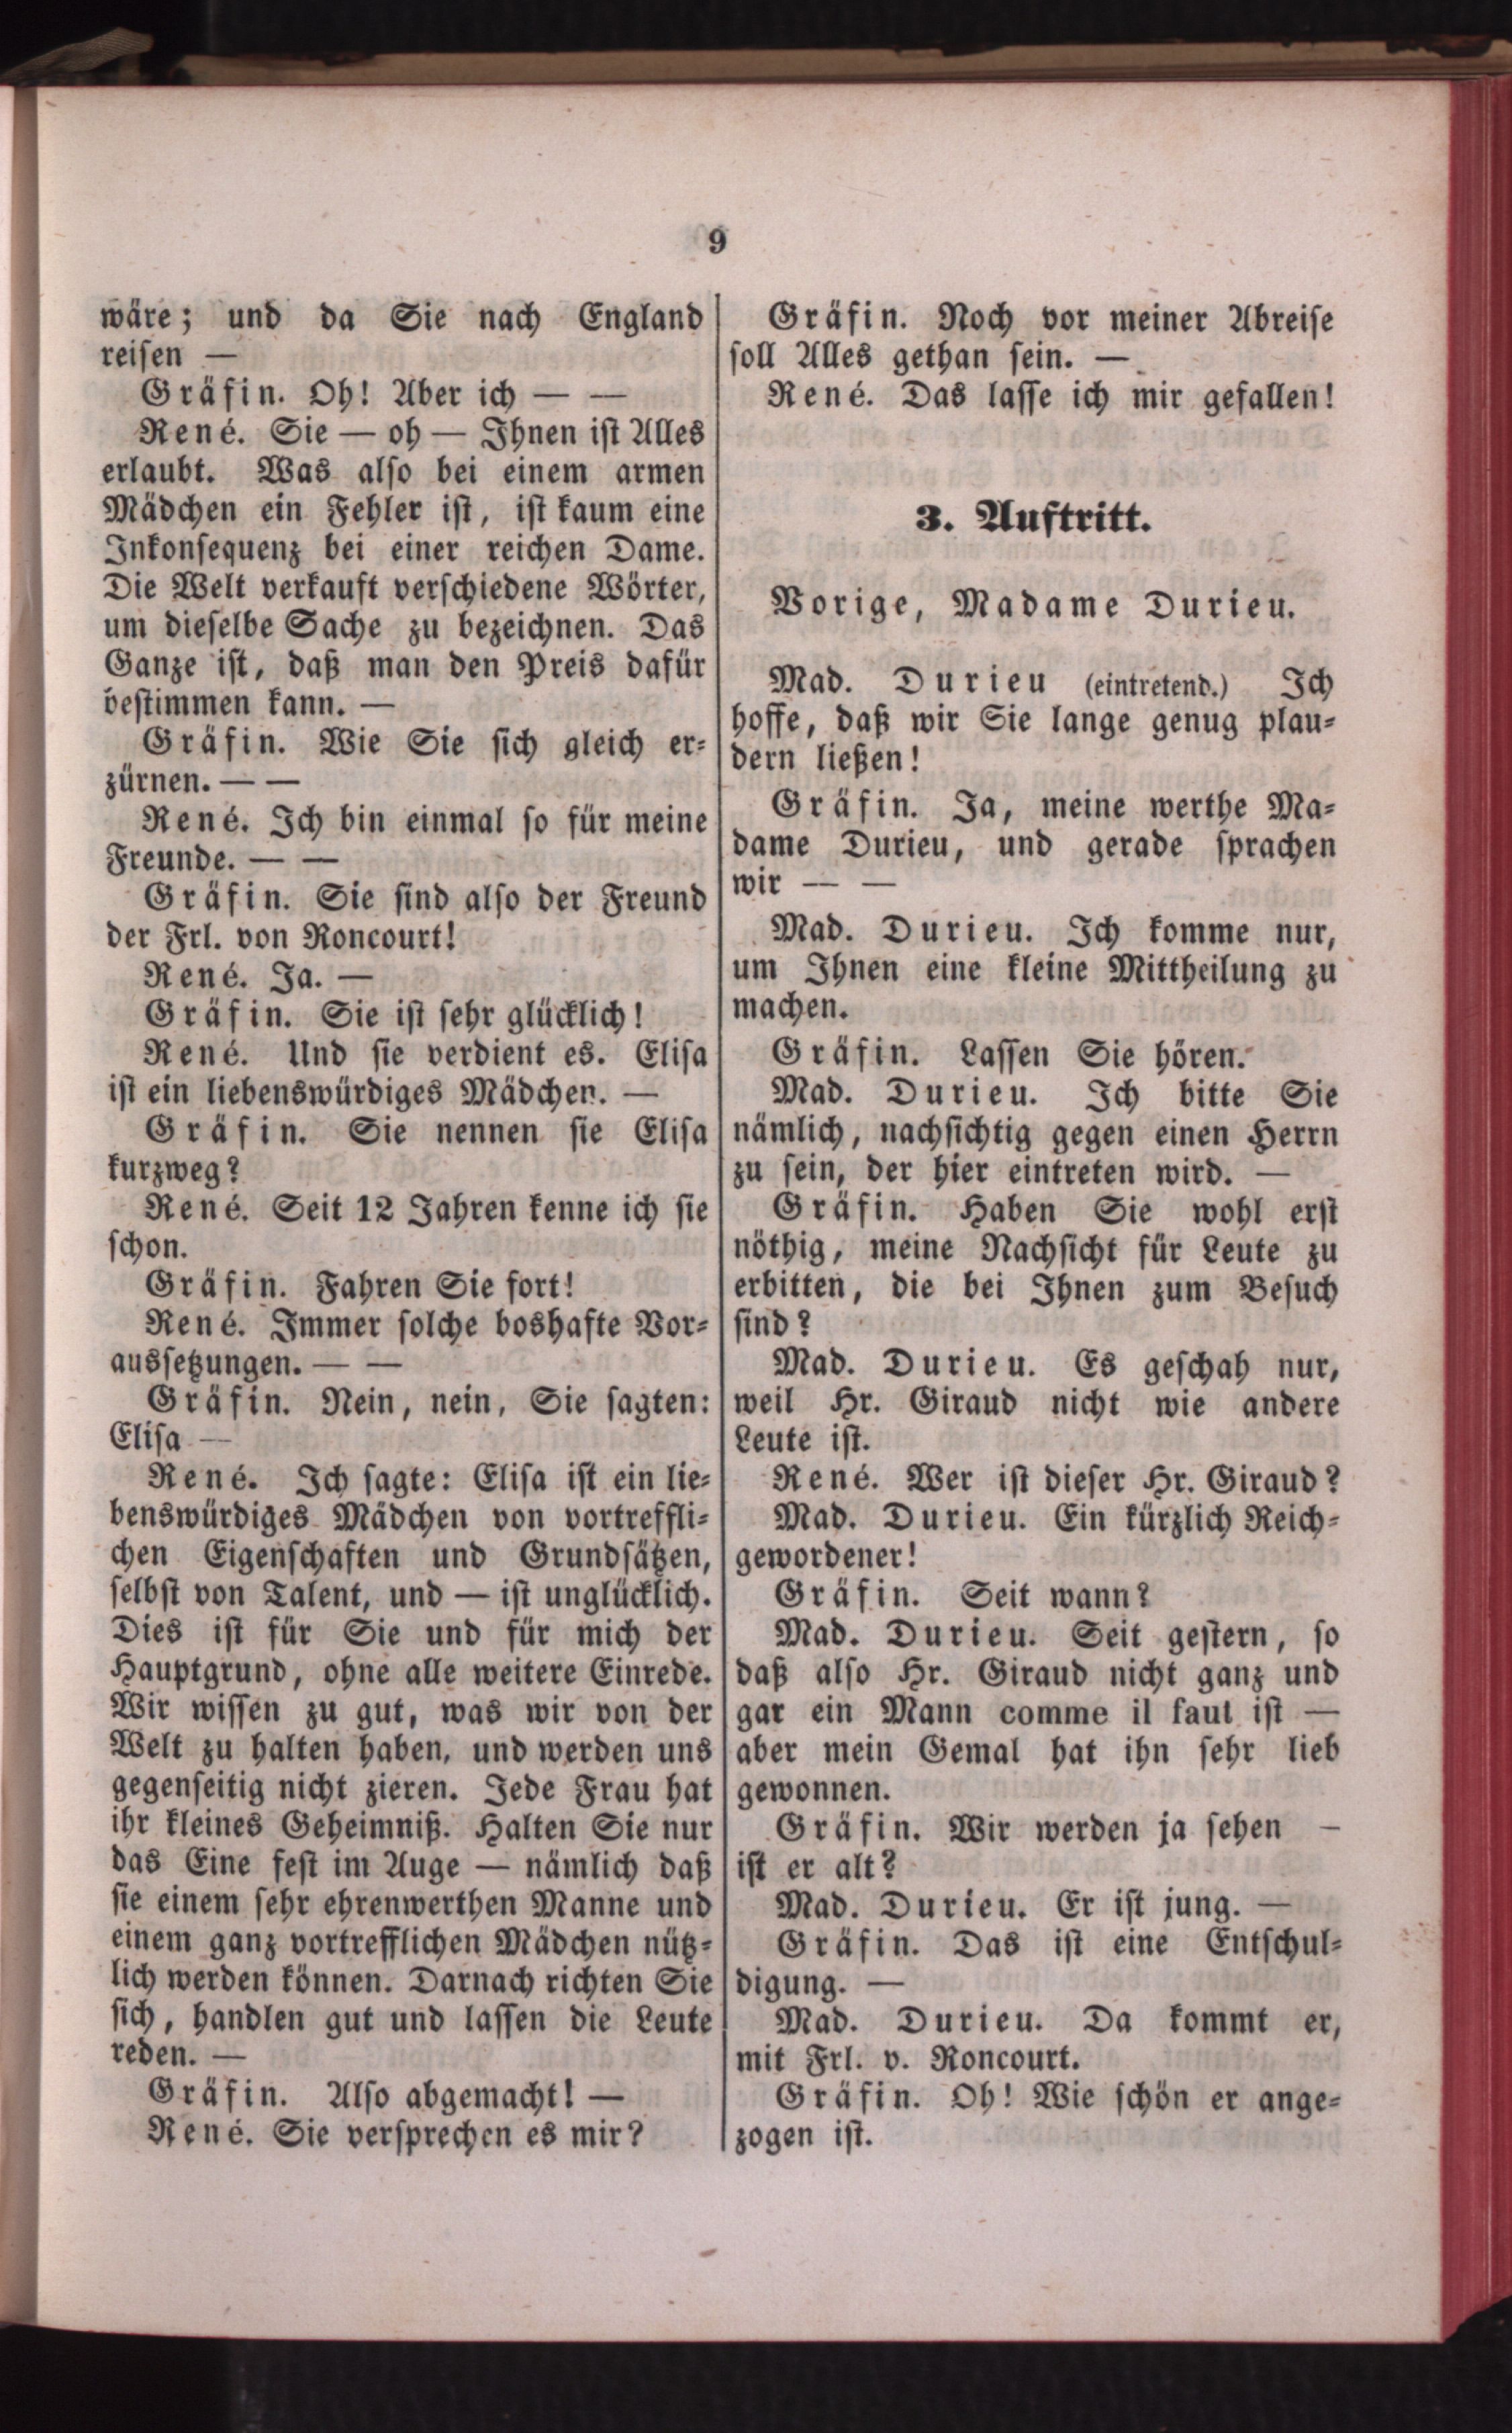 9
wäre; und da Sie nach England
reisen —
Gräfin. Oh! Aber ich — —
René. Sie — oh — Ihnen ist Alles
erlaubt. Was also bei einem armen
Mädchen ein Fehler ist, ist kaum eine
Inkonsequenz bei einer reichen Dame.
Die Welt verkauft verschiedene Wörter,
um dieselbe Sache zu bezeichnen. Das
Ganze ist, daß man den Preis dafür
bestimmen kann. —
Gräfin. Wie Sie sich gleich er-
zürnen. — —
René. Ich bin einmal so für meine
Freunde. — —
Gräfin. Sie sind also der Freund
der Frl. von Roncourt!
René. Ja. —
Gräfin. Sie ist sehr glücklich!
René. Und sie verdient es. Elisa
ist ein liebenswürdiges Mädchen. —
Gräfin. Sie nennen sie Elisa
kurzweg?
René. Seit 12 Jahren kenne ich sie
schon.
Gräfin. Fahren Sie fort!
René. Immer solche boshafte Vor-
aussetzungen. — —
Gräfin. Nein, nein, Sie sagten:
Elisa —
René. Ich sagte: Elisa ist ein lie-
benswürdiges Mädchen von vortreffli-
chen Eigenschaften und Grundsätzen,
selbst von Talent, und — ist unglücklich.
Dies ist für Sie und für mich der
Hauptgrund, ohne alle weitere Einrede.
Wir wissen zu gut, was wir von der
Welt zu halten haben, und werden uns
gegenseitig nicht zieren. Jede Frau hat
ihr kleines Geheimniß. Halten Sie nur
das Eine fest im Auge — nämlich daß
sie einem sehr ehrenwerthen Manne und
einem ganz vortrefflichen Mädchen nütz-
lich werden können. Darnach richten Sie
sich, handlen gut und lassen die Leute
reden. —
Gräfin. Also abgemacht! —
René. Sie versprechen es mir?
Gräfin. Noch vor meiner Abreise
soll Alles gethan sein. —
René. Das lasse ich mir gefallen!
3. Auftritt.
Vorige, Madame Durieu.
Mad. Durieu (eintretend.) Ich
hoffe, daß wir Sie lange genug plau-
dern ließen!
Gräfin. Ja, meine werthe Ma-
dame Durieu, und gerade sprachen
wir — —
Mad. Durieu. Ich komme nur,
um Ihnen eine kleine Mittheilung zu
machen.
Gräfin. Lassen Sie hören.
Mad. Durieu. Ich bitte Sie
nämlich, nachsichtig gegen einen Herrn
zu sein, der hier eintreten wird. —
Gräfin. Haben Sie wohl erst
nöthig, meine Nachsicht für Leute zu
erbitten, die bei Ihnen zum Besuch
sind?
Mad. Durieu. Es geschah nur,
weil Hr. Giraud nicht wie andere
Leute ist.
René. Wer ist dieser Hr. Giraud?
Mad. Durieu. Ein kürzlich Reich-
gewordener!
Gräfin. Seit wann?
Mad. Durieu. Seit gestern, so
daß also Hr. Giraud nicht ganz und
gar ein Mann comme il faut ist —
aber mein Gemal hat ihn sehr lieb
gewonnen.
Gräfin. Wir werden ja sehen –
ist er alt?
Mad. Durieu. Er ist jung. —
Gräfin. Das ist eine Entschul-
digung. —
Mad. Durieu. Da kommt er,
mit Frl. v. Roncourt.
Gräfin. Oh! Wie schön er ange-
zogen ist.